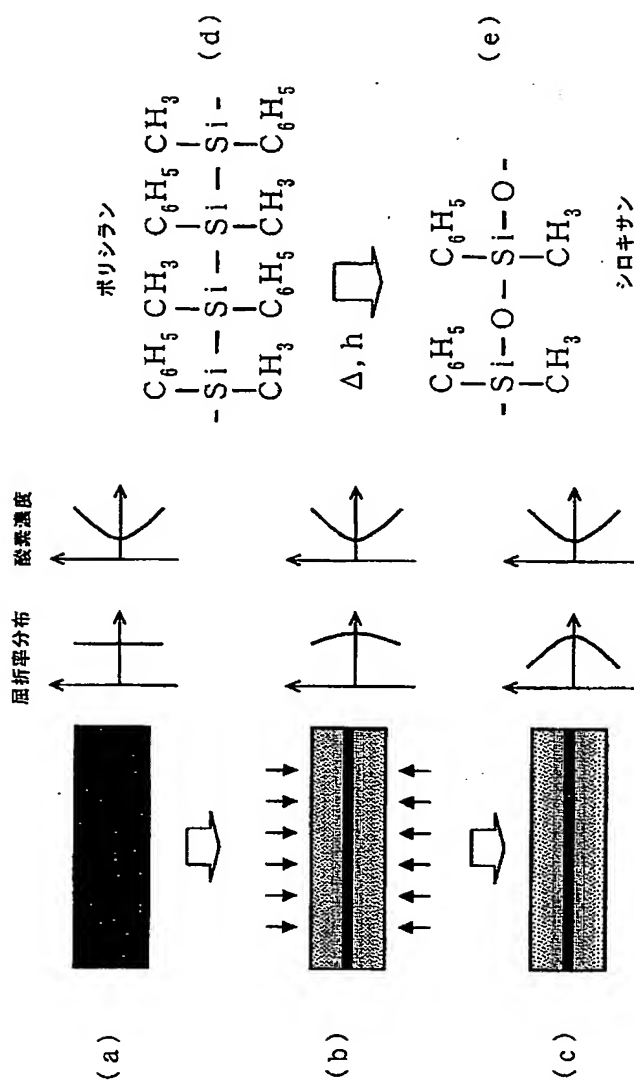 屈折率分布
酸素濃度
(a)
(b)
(c)
ポリシラン
C₆H₅ CH₃ C₆H₅ CH₃
-Si—Si—Si—Si-
CH₃ C₆H₅ CH₃ C₆H₅
(d)
Δ, h
C₆H₅ C₆H₅
-Si—O—Si—O-
CH₃ CH₃
(e)
シロキサン